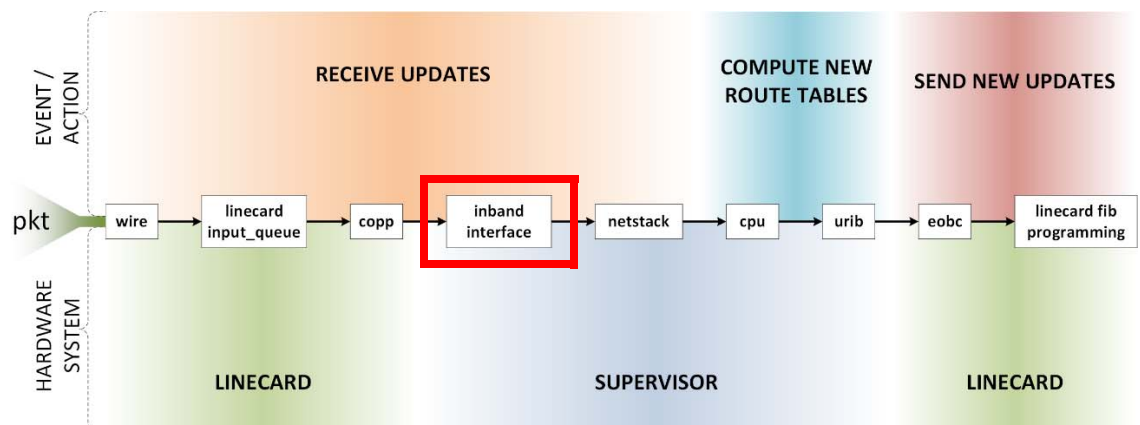 EVENT /
ACTION
RECEIVE UPDATES
COMPUTE NEW
ROUTE TABLES
SEND NEW UPDATES
pkt
wire
linecard
input_queue
copp
inband
interface
netstack
cpu
urib
eobc
linecard fib
programming
HARDWARE
SYSTEM
LINECARD
SUPERVISOR
LINECARD